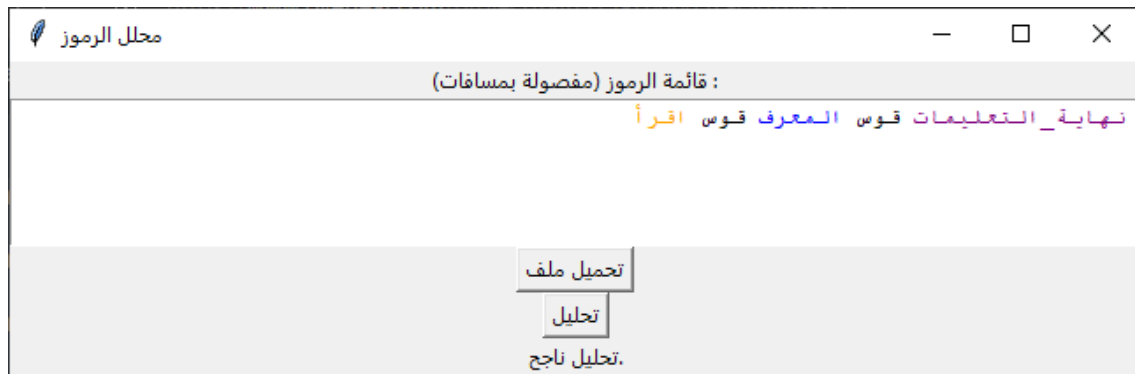 محلل الرموز
قائمة الرموز (مفصولة بمسافات) :
نهاية_التعليمات قوس المعرف قوس اقرأ
تحميل ملف
تحليل
تحليل ناجح.